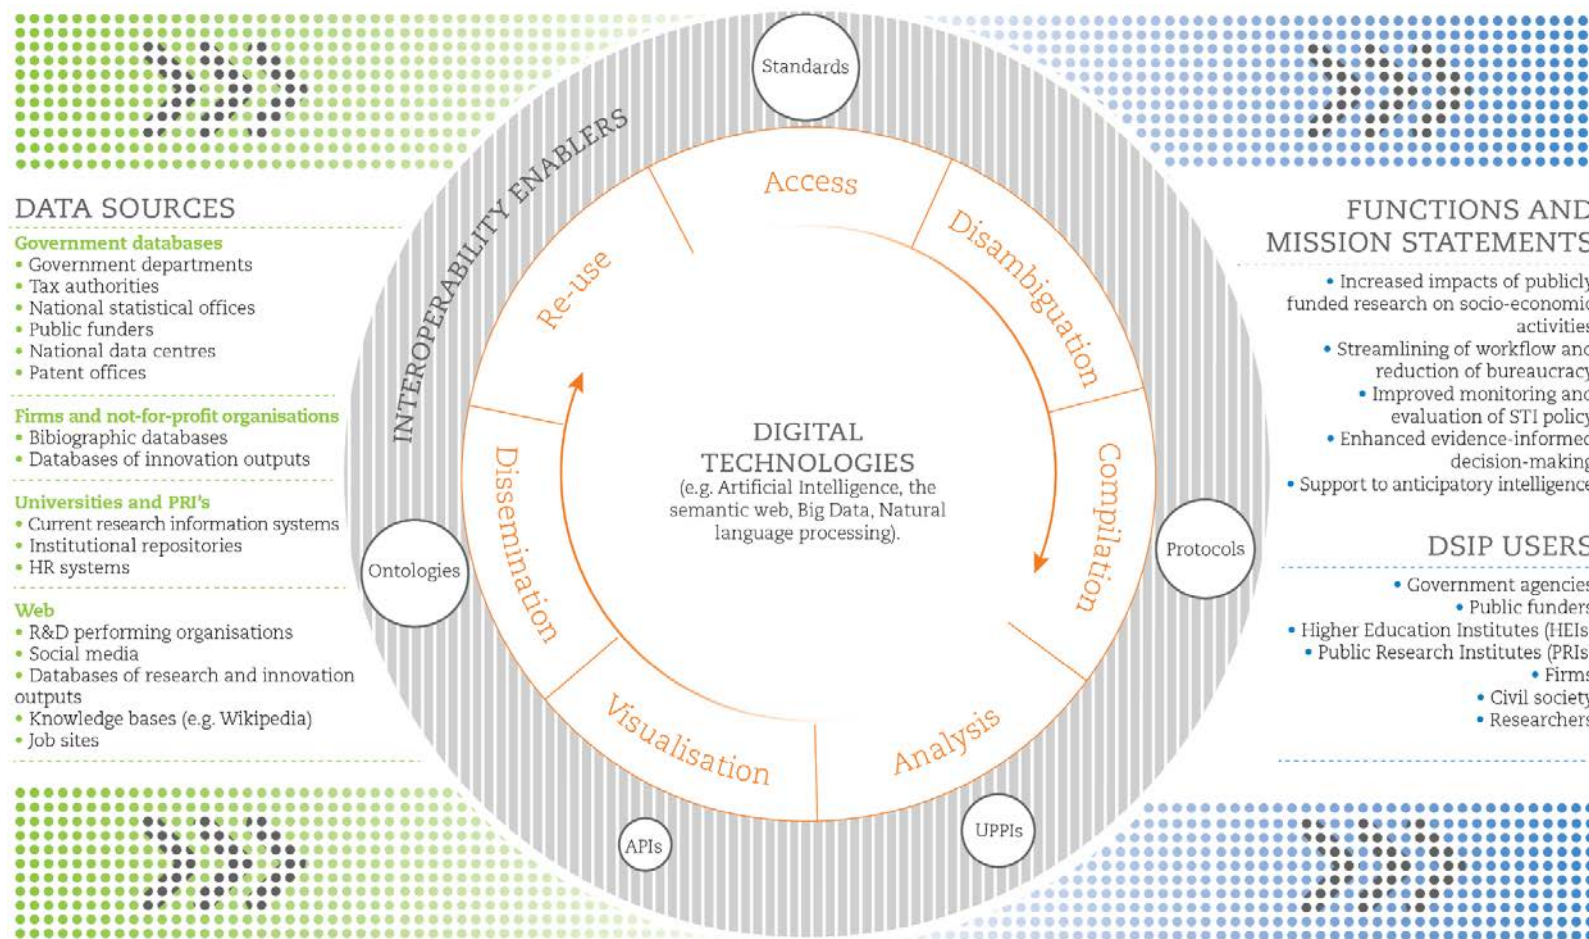 DATA SOURCES
Government databases
• Government departments
• Tax authorities
• National statistical offices
• Public funders
• National data centres
• Patent offices
Firms and not-for-profit organisations
• Bibiographic databases
• Databases of innovation outputs
Universities and PRI's
• Current research information systems
• Institutional repositories
• HR systems
Web
• R&D performing organisations
• Social media
• Databases of research and innovation
outputs
• Knowledge bases (e.g. Wikipedia)
• Job sites
INTEROPERABILITY ENABLERS
Standards
Protocols
UPPIs
APIs
Ontologies
Access
Disambiguation
Compilation
Analysis
Visualisation
Dissemination
Re-use
DIGITAL
TECHNOLOGIES
(e.g. Artificial Intelligence, the
semantic web, Big Data, Natural
language processing).
FUNCTIONS AND
MISSION STATEMENTS
• Increased impacts of publicly
funded research on socio-economic
activities
• Streamlining of workflow and
reduction of bureaucracy
• Improved monitoring and
evaluation of STI policy
• Enhanced evidence-informed
decision-making
• Support to anticipatory intelligence
DSIP USERS
• Government agencies
• Public funders
• Higher Education Institutes (HEIs
• Public Research Institutes (PRIs
• Firms
• Civil society
• Researchers